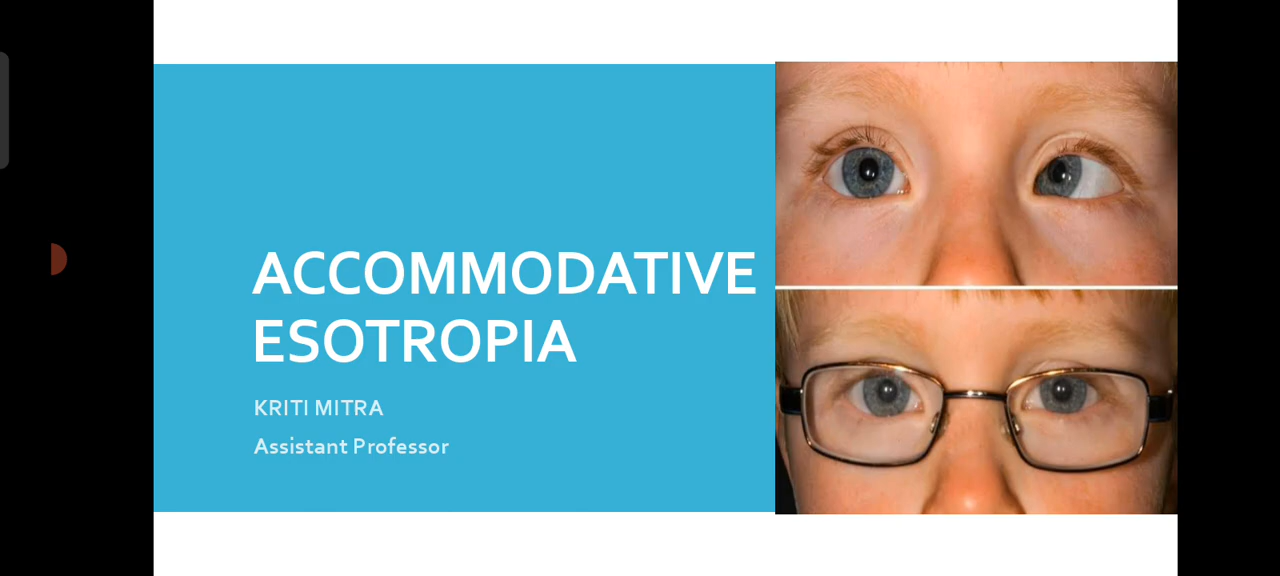 ACCOMMODATIVE
ESOTROPIA
KRITI MITRA
Assistant Professor